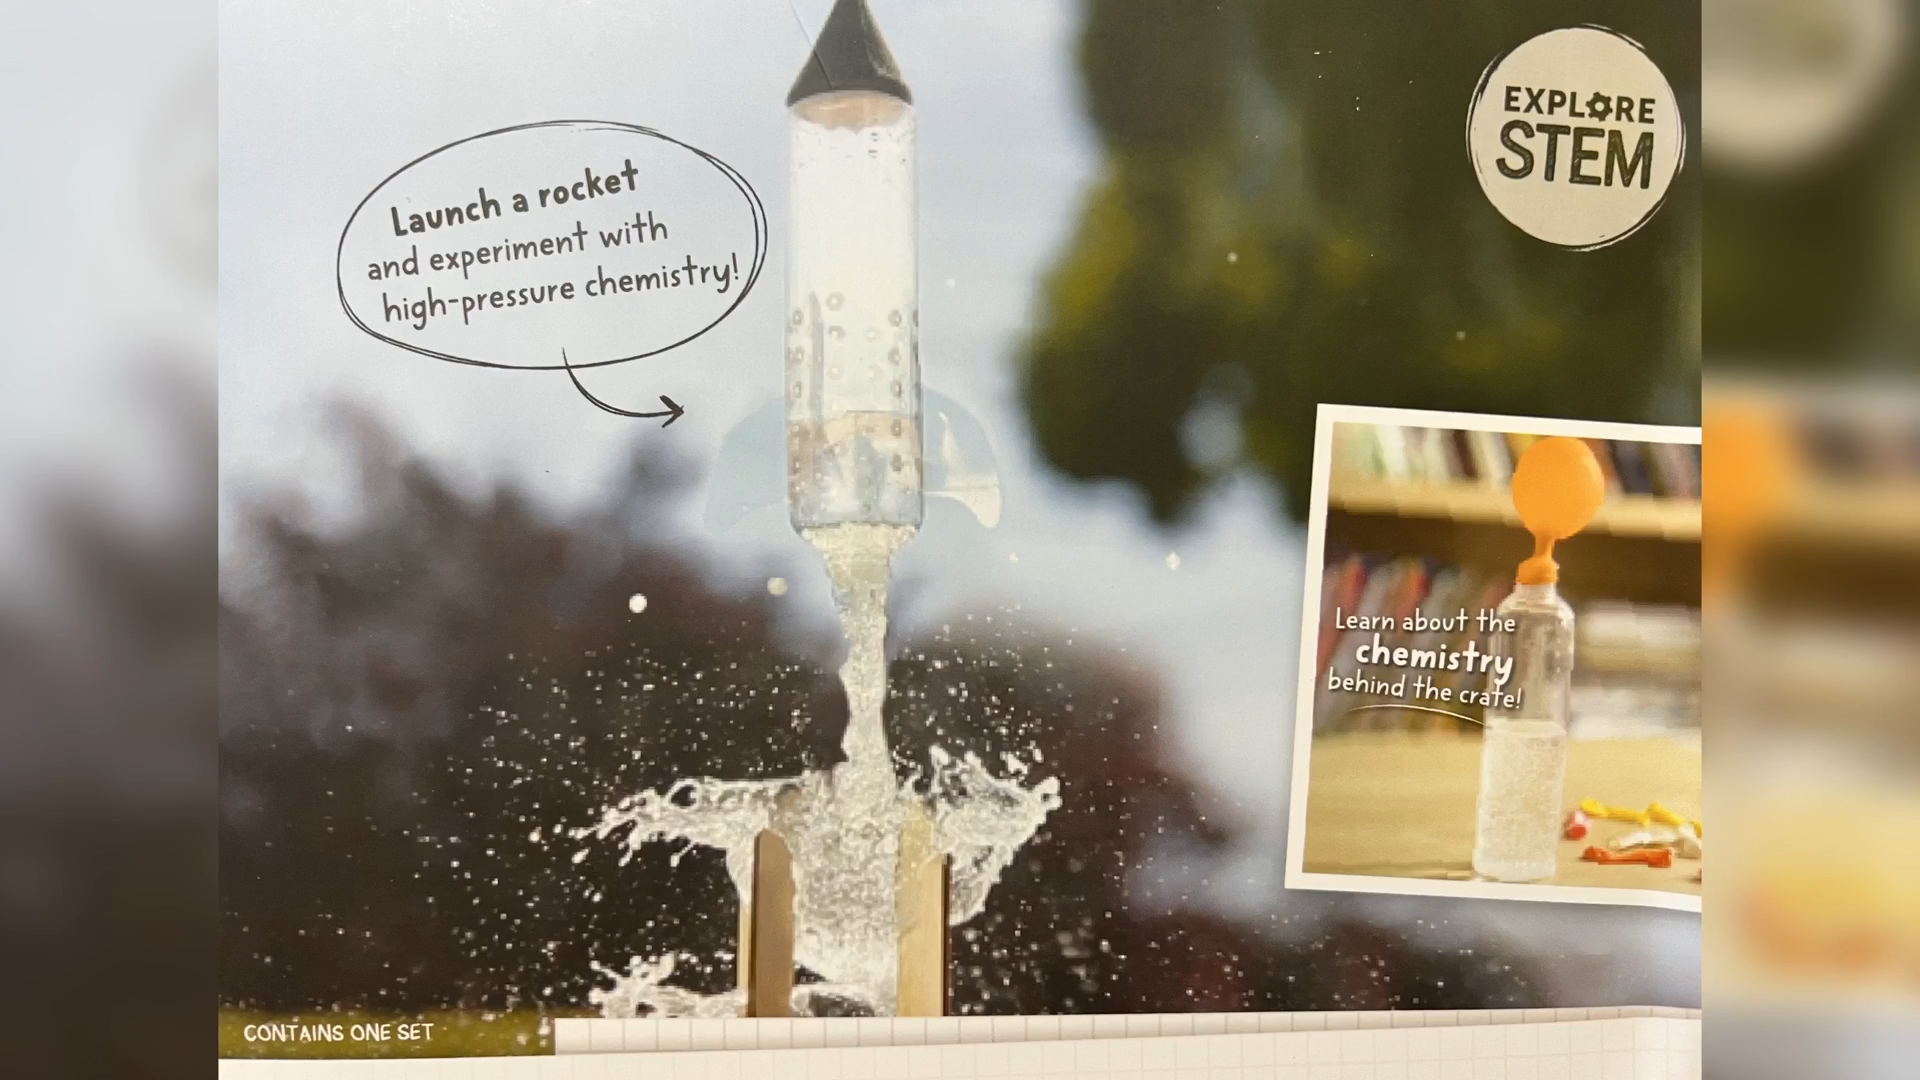 EXPLORE
STEM
Launch a rocket
and experiment with
high-pressure chemistry!
Learn about the
chemistry
behind the crate!
CONTAINS ONE SET